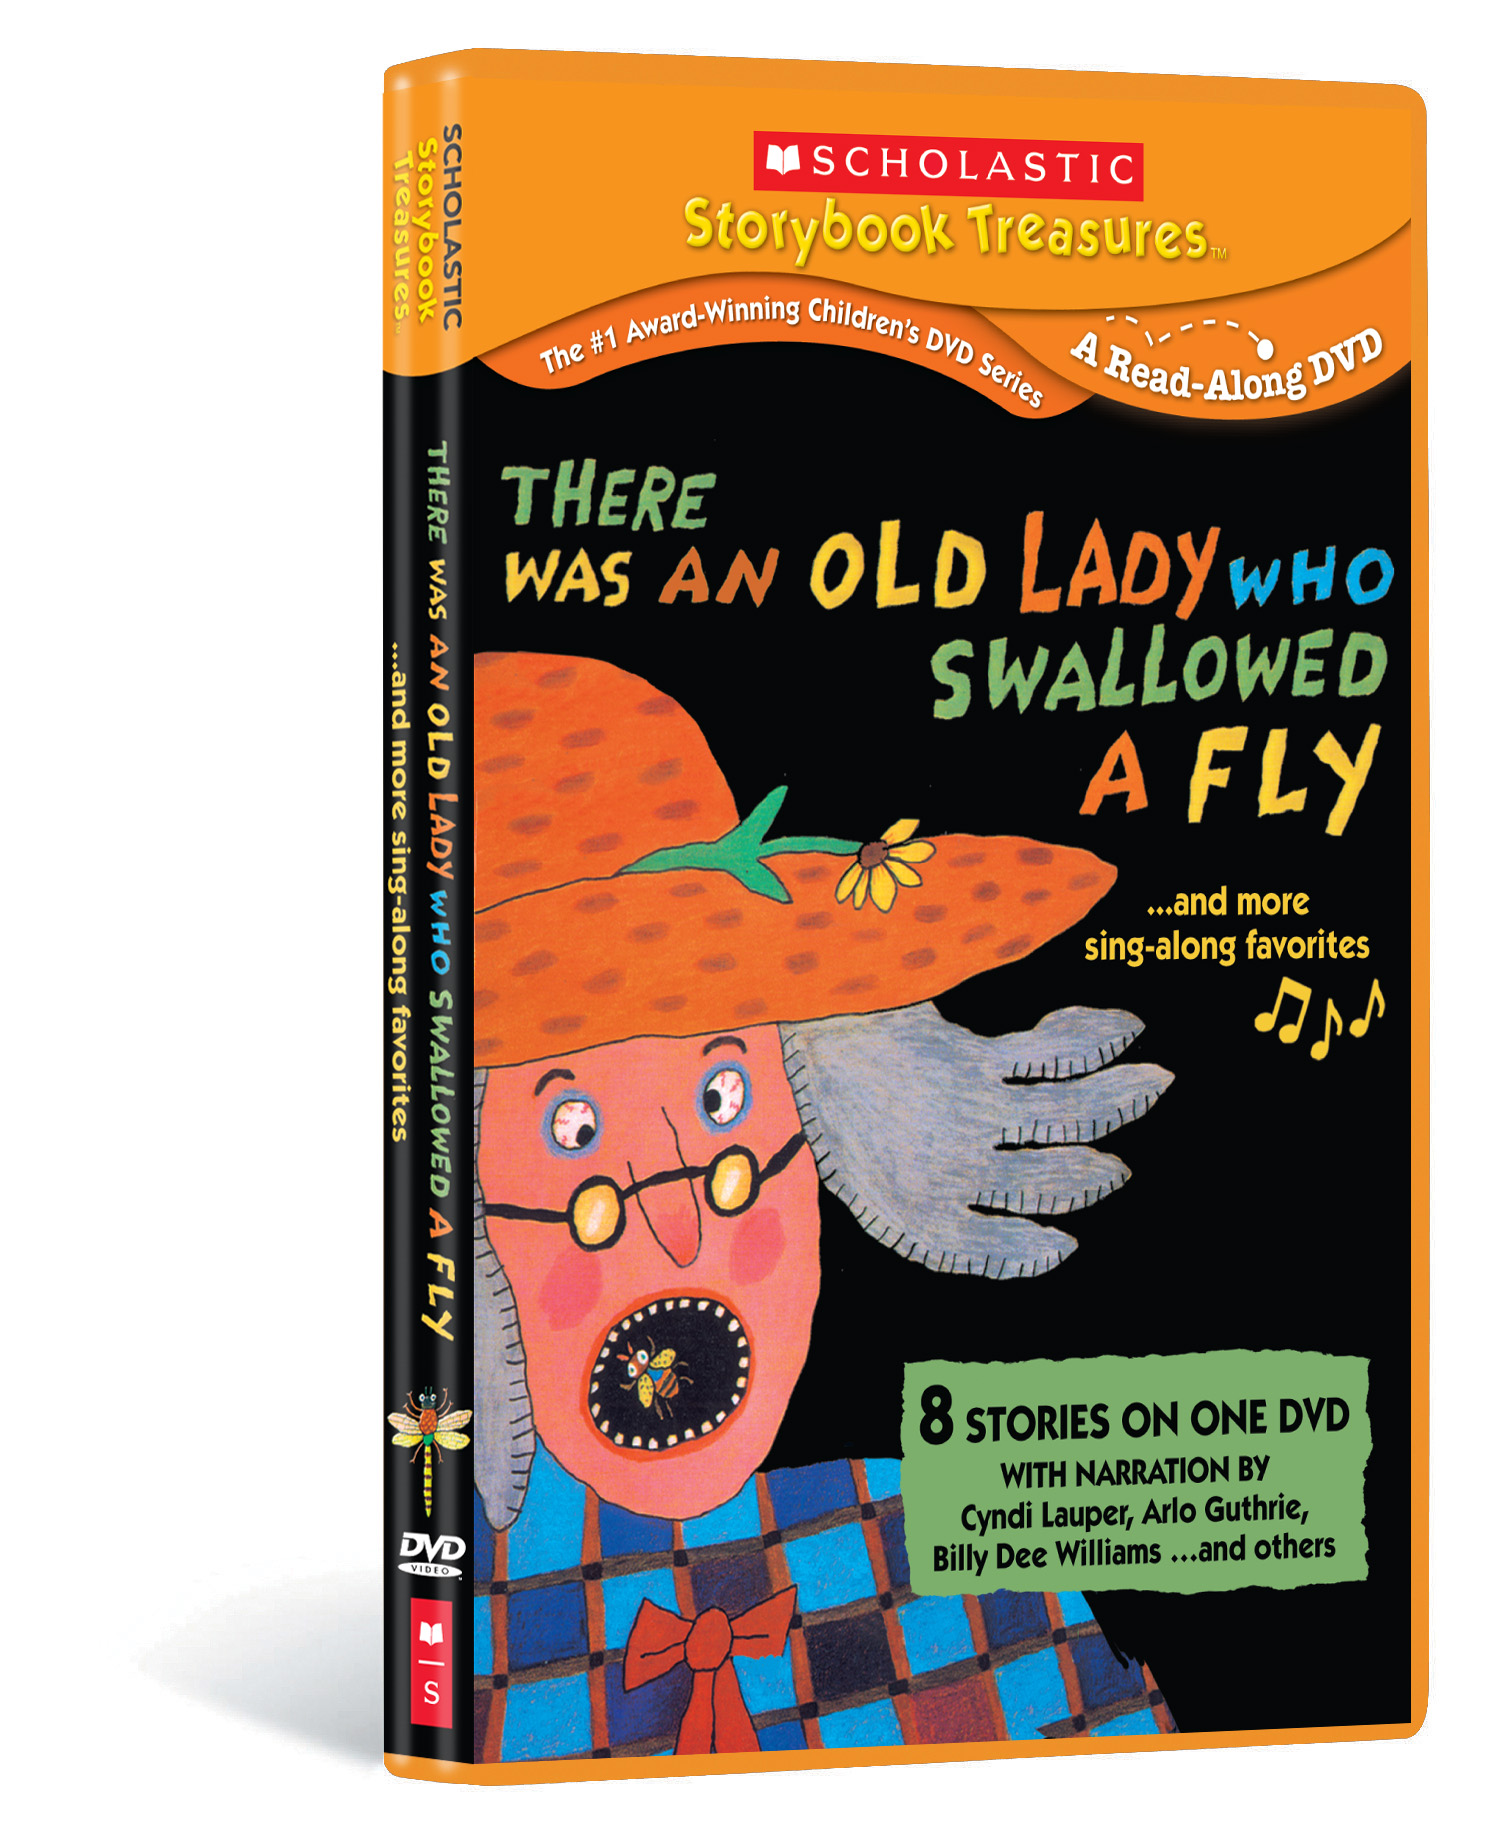 SCHOLASTIC
Storybook Treasures™
The #1 Award-Winning Children's DVD Series
A Read-Along DVD
THERE
WAS AN OLD LADY WHO
SWALLOWED
A FLY
...and more
sing-along favorites
8 STORIES ON ONE DVD
WITH NARRATION BY
Cyndi Lauper, Arlo Guthrie,
Billy Dee Williams ...and others
SCHOLASTIC
Storybook
Treasures™
THERE WAS AN OLD LADY WHO SWALLOWED A FLY
...and more sing-along favorites
DVD
VIDEO
S